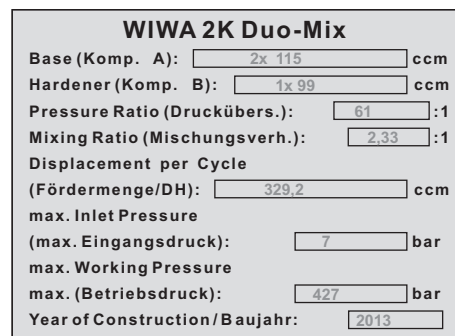 WIWA 2K Duo-Mix
Base (Komp. A): 2x 115 ccm
Hardener (Komp. B): 1x 99 ccm
Pressure Ratio (Druckübers.): 61 :1
Mixing Ratio (Mischungsverh.): 2,33 :1
Displacement per Cycle
(Fördermenge/DH): 329,2 ccm
max. Inlet Pressure
(max. Eingangsdruck): 7 bar
max. Working Pressure
max. (Betriebsdruck): 427 bar
Year of Construction/Baujahr: 2013